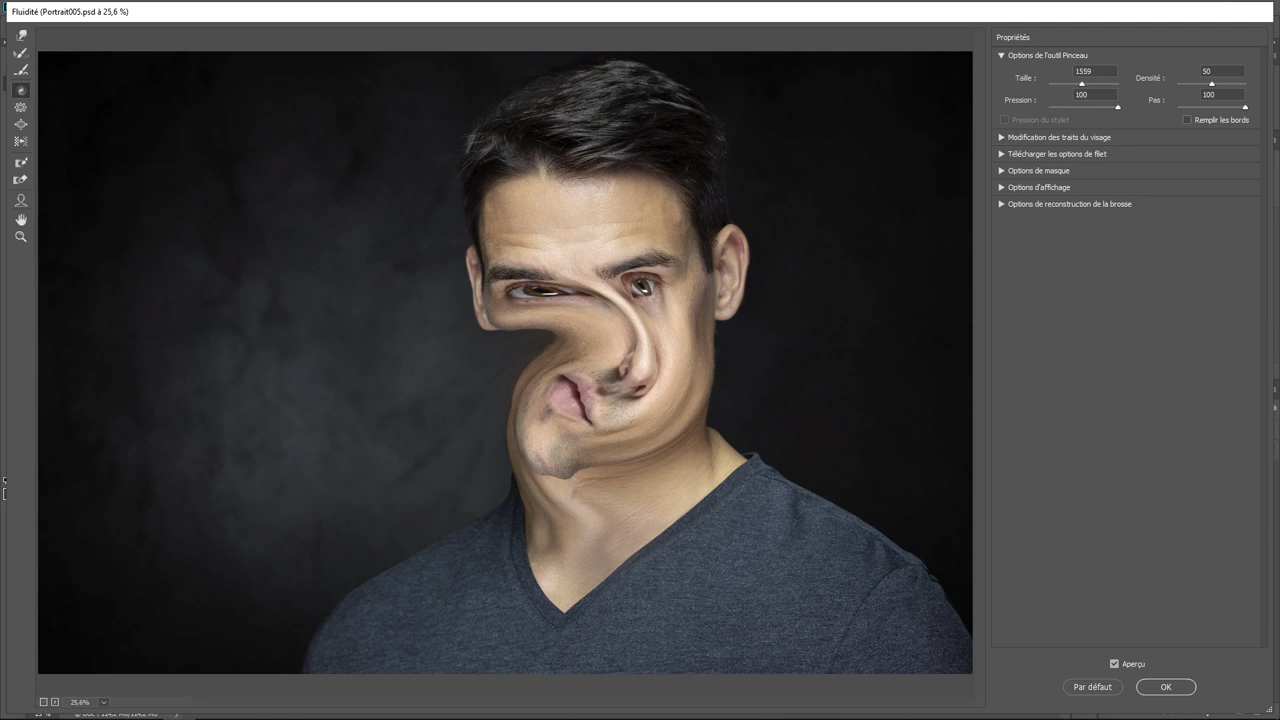 Fluidité (Portrait005.psd à 25,6 %)
Propriétés
Options de l'outil Pinceau
Taille : 1559 Densité : 50
Pression : 100 Pas : 100
Pression du stylet Remplir les bords
Modification des traits du visage
Télécharger les options de filet
Options de masque
Options d'affichage
Options de reconstruction de la brosse
Aperçu
Par défaut OK
25,6%